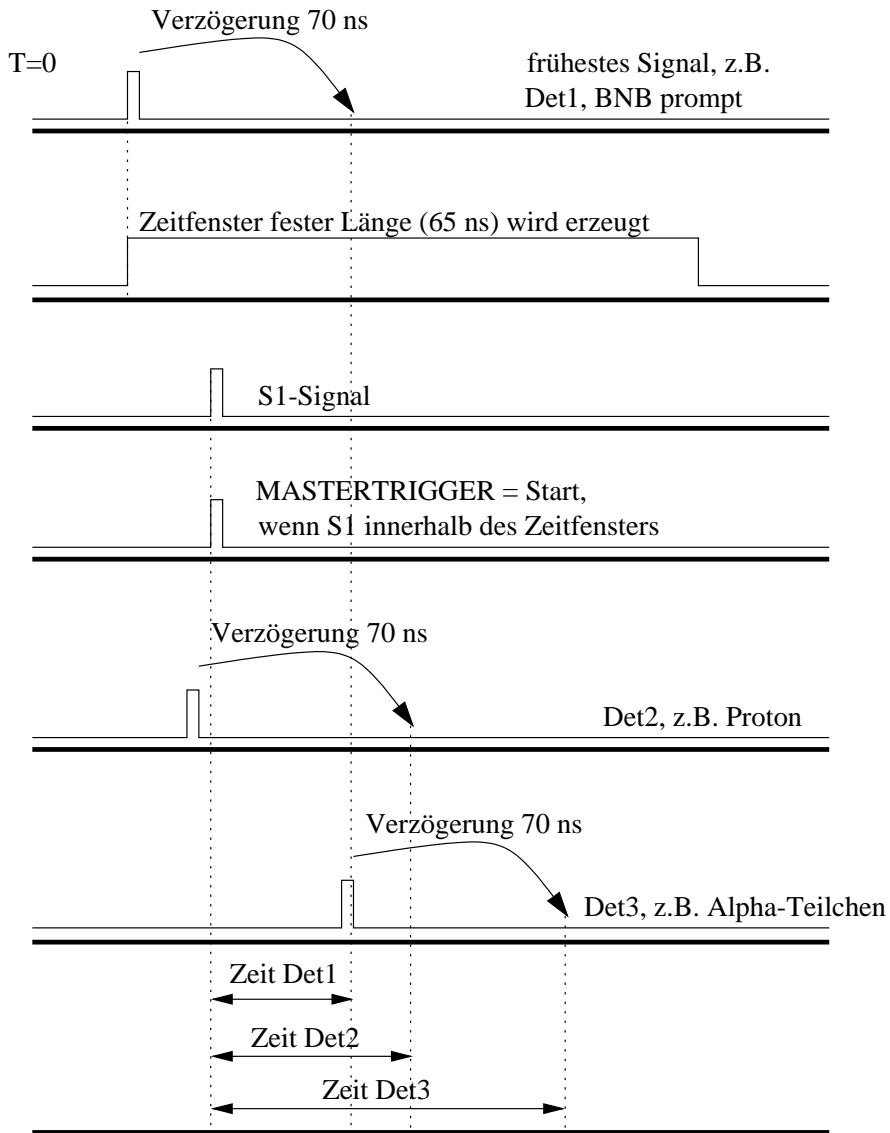 Verzögerung 70 ns
T=0
frühestes Signal, z.B.
Det1, BNB prompt
Zeitfenster fester Länge (65 ns) wird erzeugt
S1-Signal
MASTERTRIGGER = Start,
wenn S1 innerhalb des Zeitfensters
Verzögerung 70 ns
Det2, z.B. Proton
Verzögerung 70 ns
Det3, z.B. Alpha-Teilchen
Zeit Det1
Zeit Det2
Zeit Det3